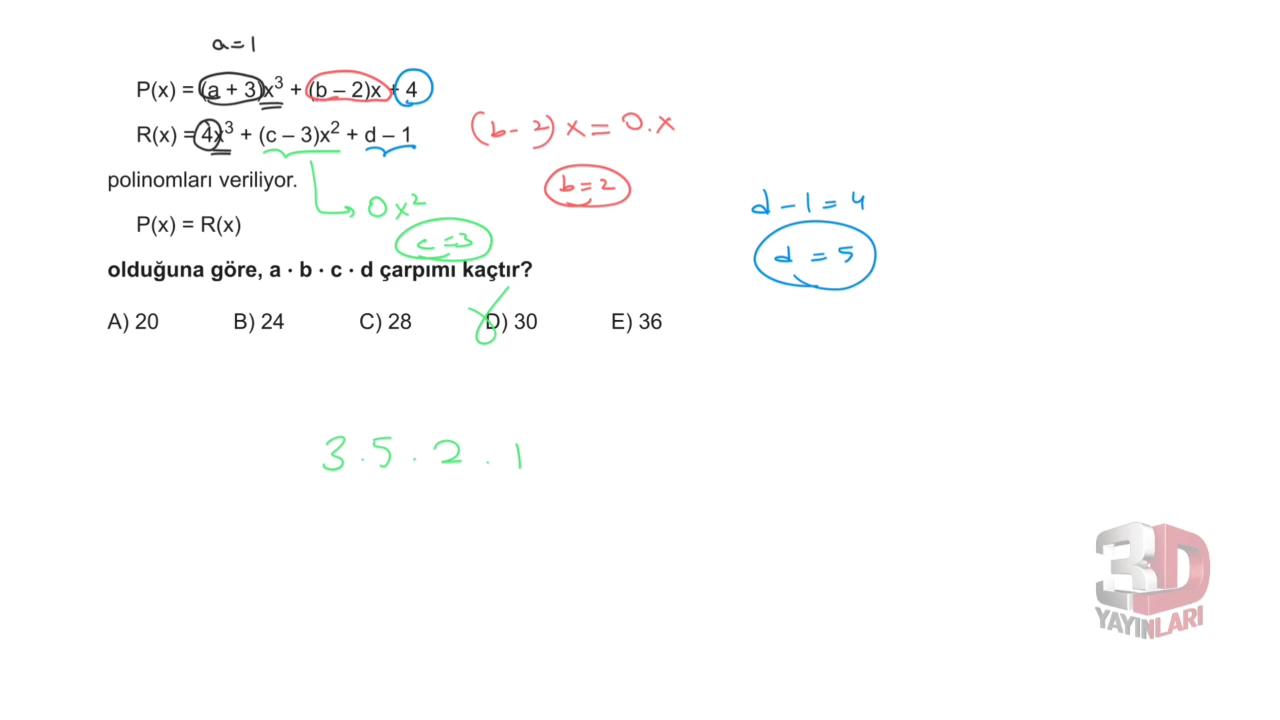 a = 1
P(x) = (a + 3)x³ + (b – 2)x + 4
R(x) = 4x³ + (c – 3)x² + d – 1
(b - 2) x = 0.x
polinomları veriliyor.
b = 2
0x²
d - 1 = 4
P(x) = R(x)
c = 3
d = 5
olduğuna göre, a · b · c · d çarpımı kaçtır?
A) 20 B) 24 C) 28 D) 30 E) 36
3 . 5 . 2 . 1
3D
YAYINLARI